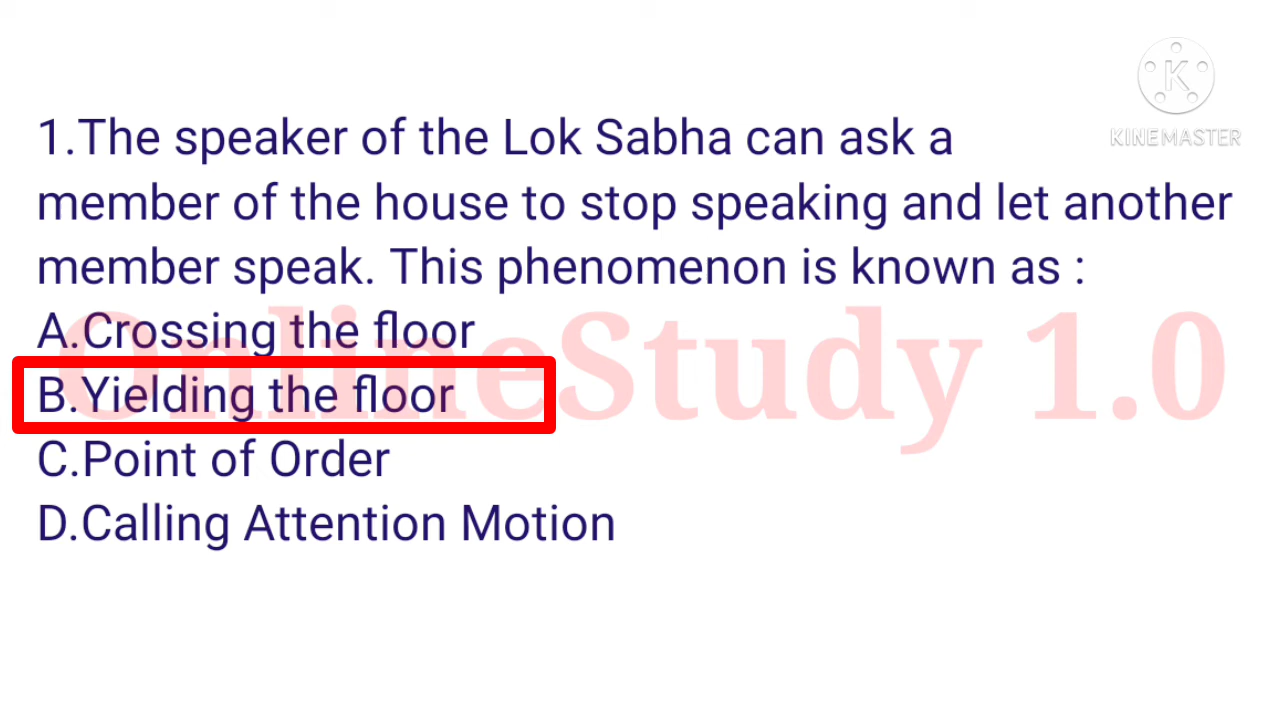 KINEMASTER
1.The speaker of the Lok Sabha can ask a
member of the house to stop speaking and let another
member speak. This phenomenon is known as :
A.Crossing the floor
B.Yielding the floor
OnlineStudy 1.0
C.Point of Order
D.Calling Attention Motion